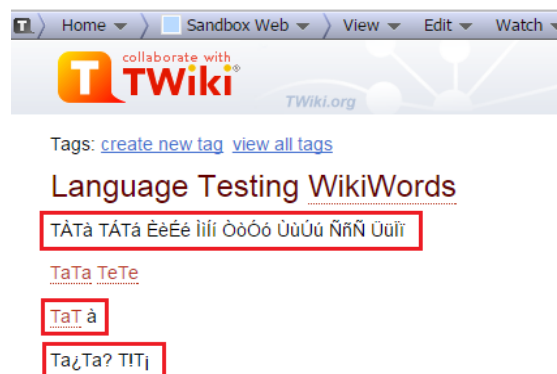 Home Sandbox Web View Edit Watch
collaborate with
TWiki®
TWiki.org
Tags: create new tag view all tags
Language Testing WikiWords
TÀTà TÁTá ÈèÉé ÌìÍí ÒòÓó ÙùÚú ÑñÑ ÜüÏï
TaTa TeTe
TaT à
Ta¿Ta? T!T¡